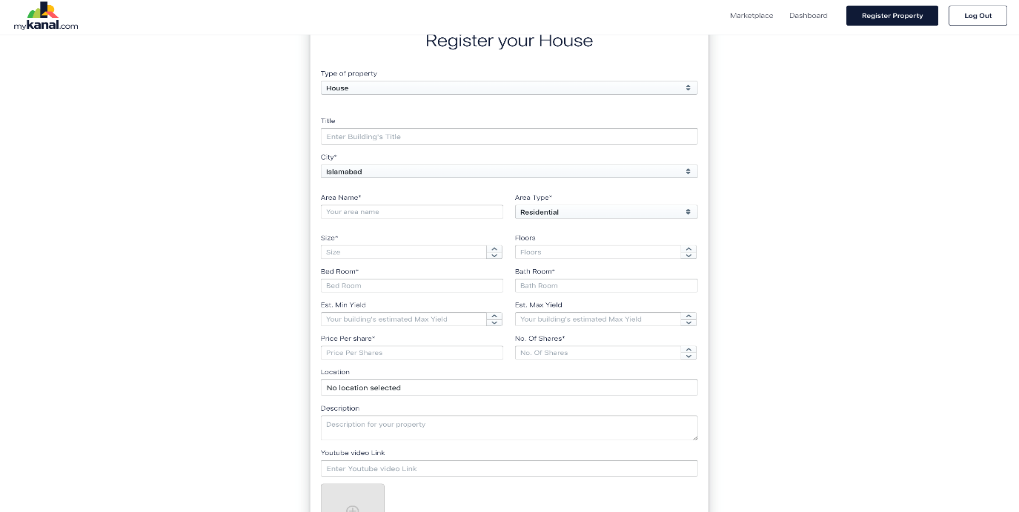 mykanal.com
Marketplace Dashboard Register Property Log Out
Register your House
Type of property
House
Title
Enter Building's Title
City*
Islamabad
Area Name* Area Type*
Your area name Residential
Size* Floors
Size Floors
Bed Room* Bath Room*
Bed Room Bath Room
Est. Min Yield Est. Max Yield
Your building's estimated Max Yield Your building's estimated Max Yield
Price Per share* No. Of Shares*
Price Per Shares No. Of Shares
Location
No location selected
Description
Description for your property
Youtube video Link
Enter Youtube video Link